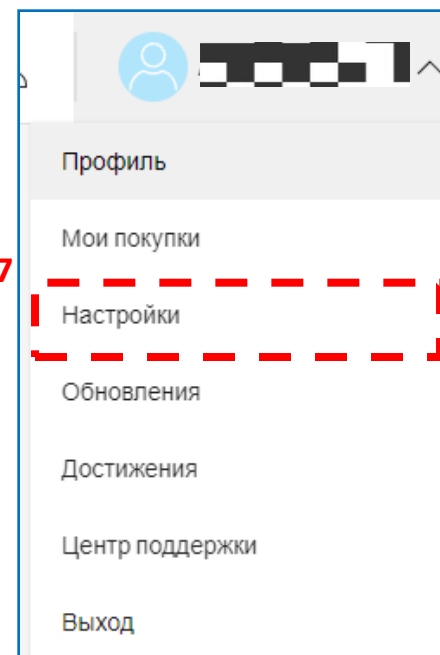 Профиль
Мои покупки
7
Настройки
Обновления
Достижения
Центр поддержки
Выход